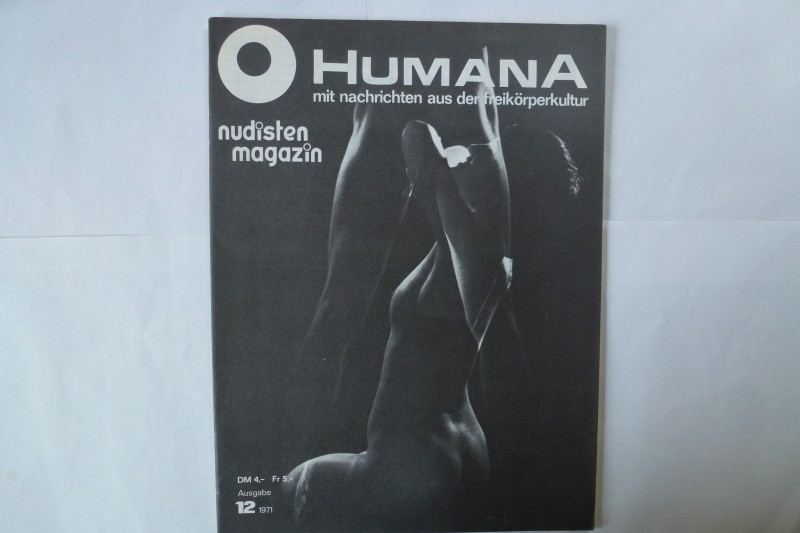 HUMANA
mit nachrichten aus der freikörperkultur
nudisten
magazin
DM 4,- Fr 5,-
Ausgabe
12 1971